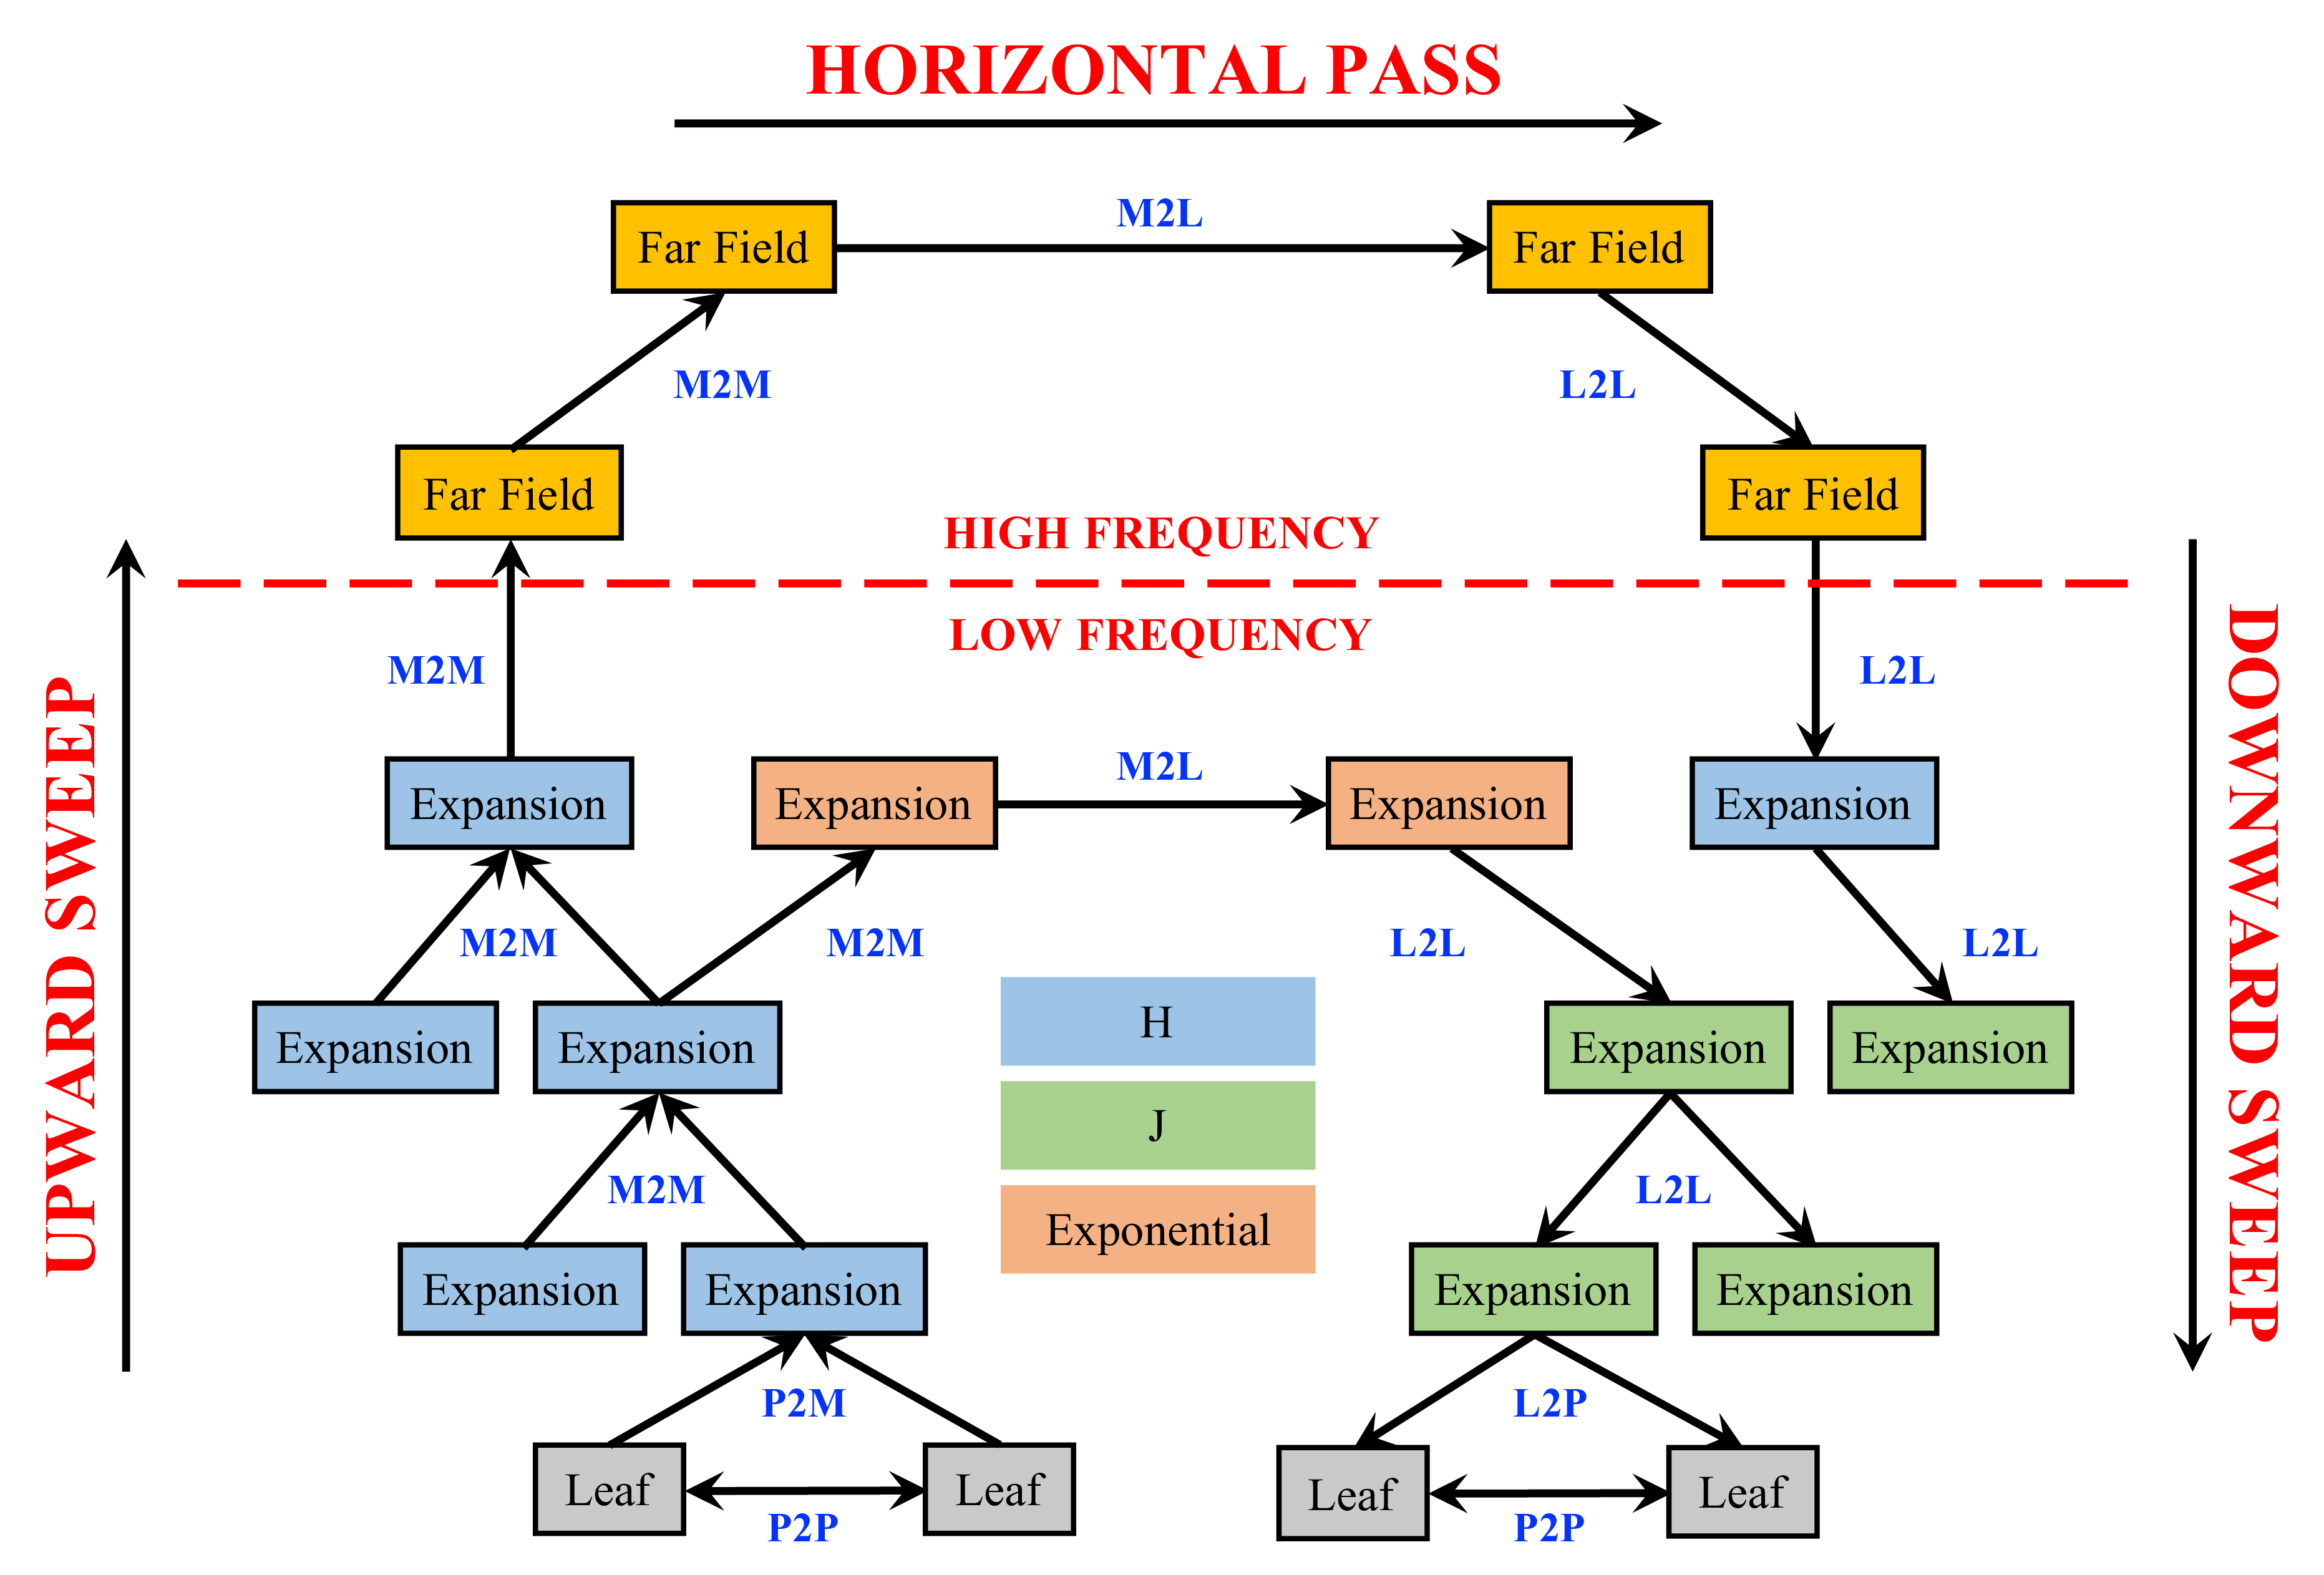 HORIZONTAL PASS
M2L
Far Field
Far Field
M2M
L2L
Far Field
Far Field
HIGH FREQUENCY
LOW FREQUENCY
UPWARD SWEEP
DOWNWARD SWEEP
M2M
L2L
M2L
Expansion
Expansion
Expansion
Expansion
M2M
M2M
L2L
L2L
H
Expansion
Expansion
Expansion
Expansion
J
M2M
L2L
Exponential
Expansion
Expansion
Expansion
Expansion
P2M
L2P
Leaf
Leaf
Leaf
Leaf
P2P
P2P